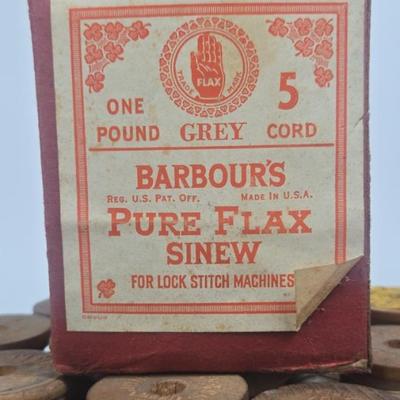 TRADE MARK
FLAX
ONE 5
POUND GREY CORD
BARBOUR'S
REG. U.S. PAT. OFF. MADE IN U.S.A.
PURE FLAX
SINEW
FOR LOCK STITCH MACHINES